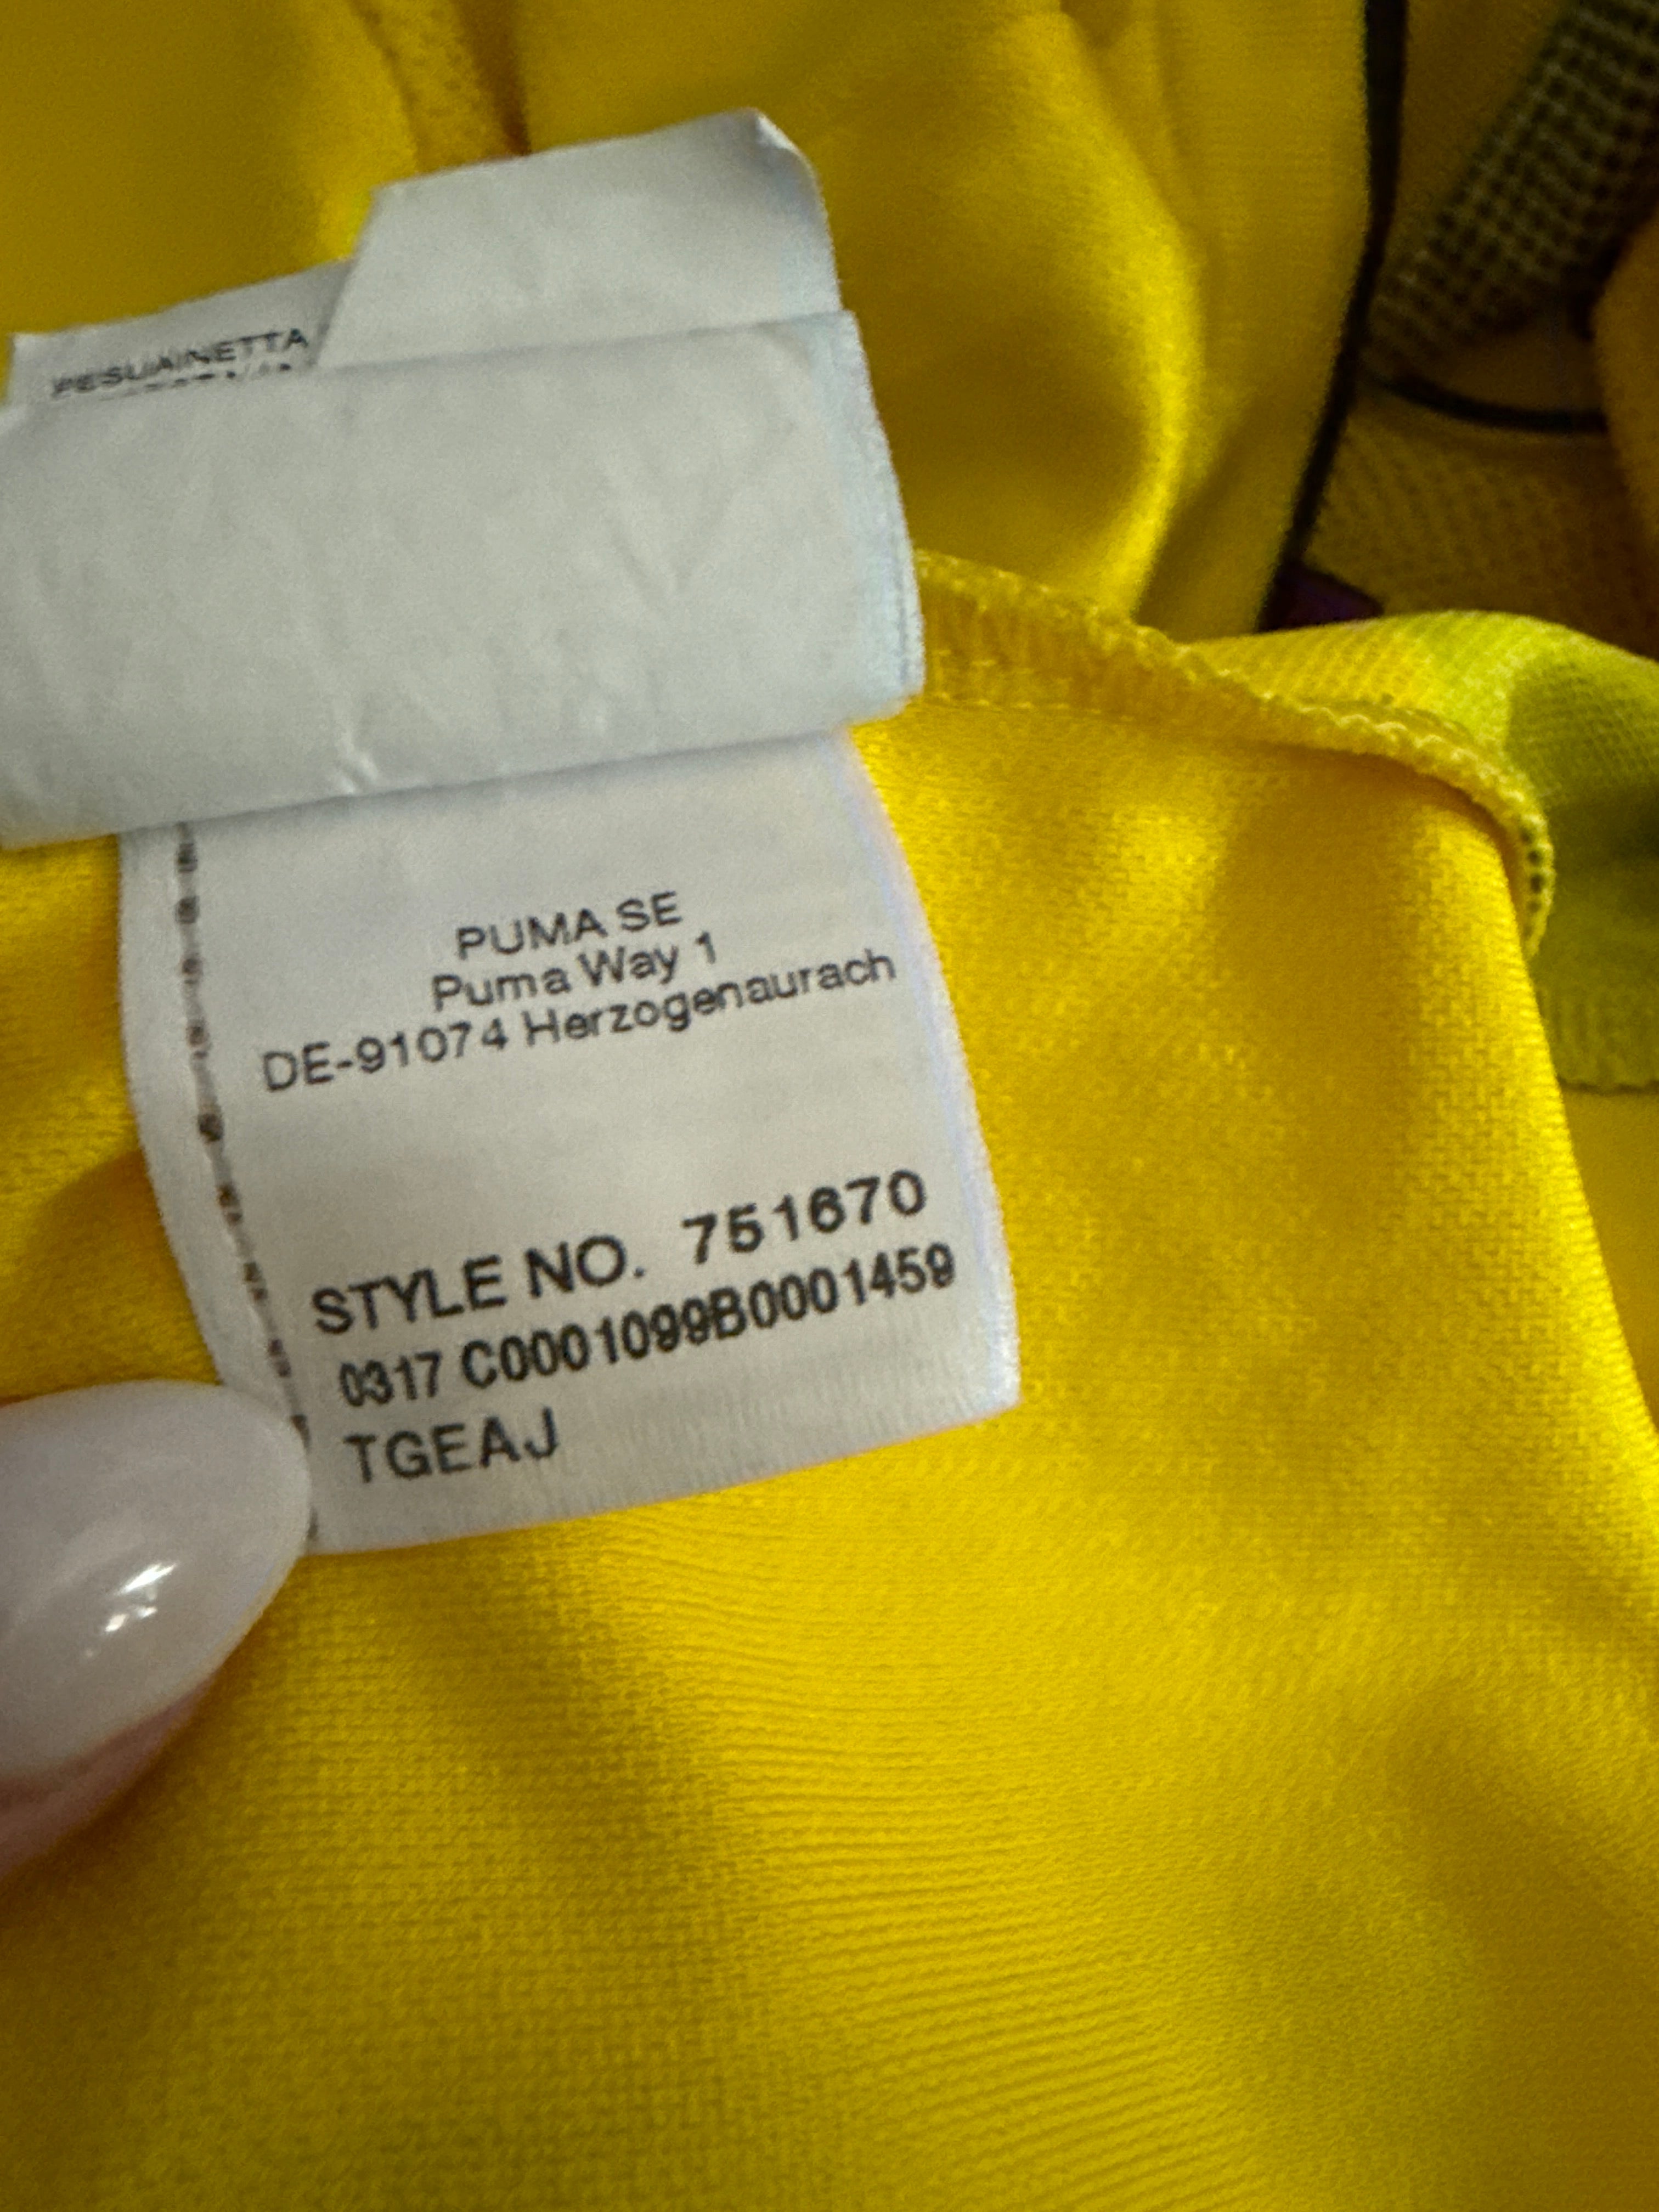 PESUAINETTA
PUMA SE
Puma Way 1
DE-91074 Herzogenaurach
STYLE NO. 751670
0317 C0001099B0001459
TGEAJ